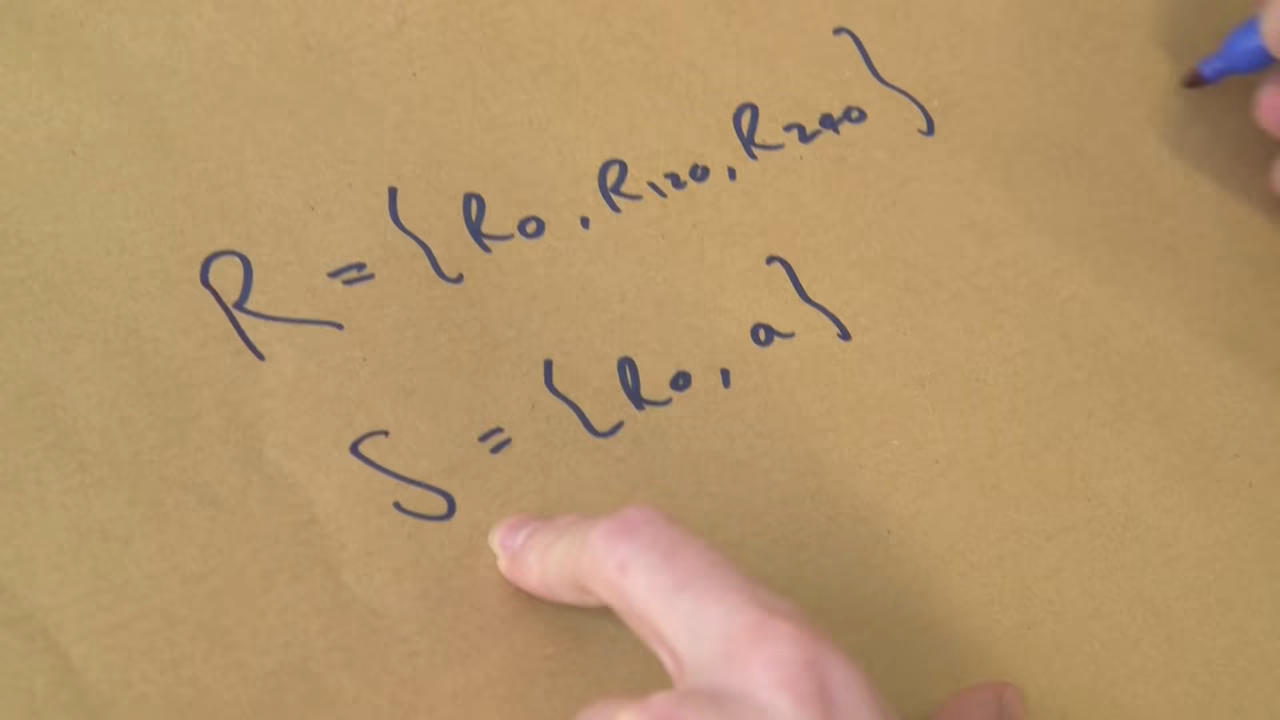 R = {R0, R120, R240}
S = {R0, a}